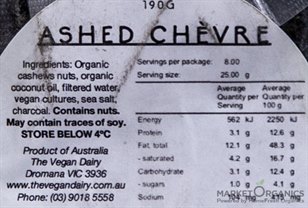 190G
ASHED CHEVRE
Ingredients: Organic
cashews nuts, organic
coconut oil, filtered water,
vegan cultures, sea salt,
charcoal. Contains nuts.
May contain traces of soy.
STORE BELOW 4ºC
Product of Australia
The Vegan Dairy
Dromana VIC 3936
www.thevegandairy.com.au
Phone: (03) 9018 5558
Servings per package: 8.00
Serving size: 25.00 g
Average Quantity per Serving Average Quantity per 100 g
Energy 562 kJ 2250 kJ
Protein 3.1 g 12.6 g
Fat, total 12.1 g 48.3 g
- saturated 4.2 g 16.7 g
Carbohydrate 3.1 g 12.4 g
- sugars 1.0 g 4.1 g
Sodium
MARKET ORGANICS